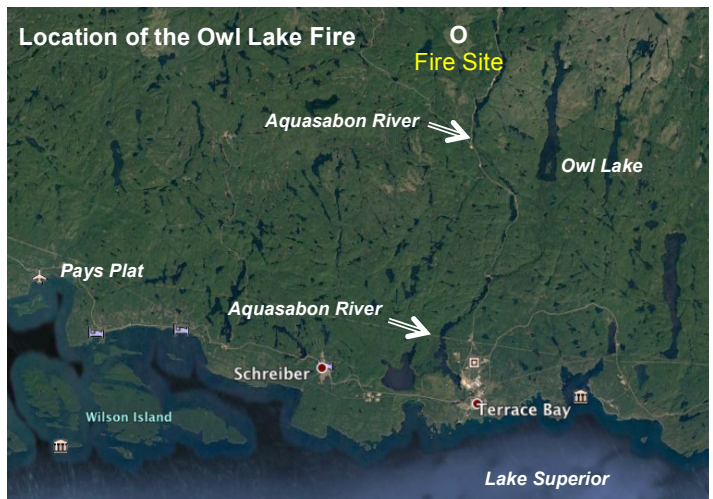 Location of the Owl Lake Fire
O
Fire Site
Aquasabon River
Owl Lake
Pays Plat
Aquasabon River
Schreiber
Terrace Bay
Wilson Island
Lake Superior